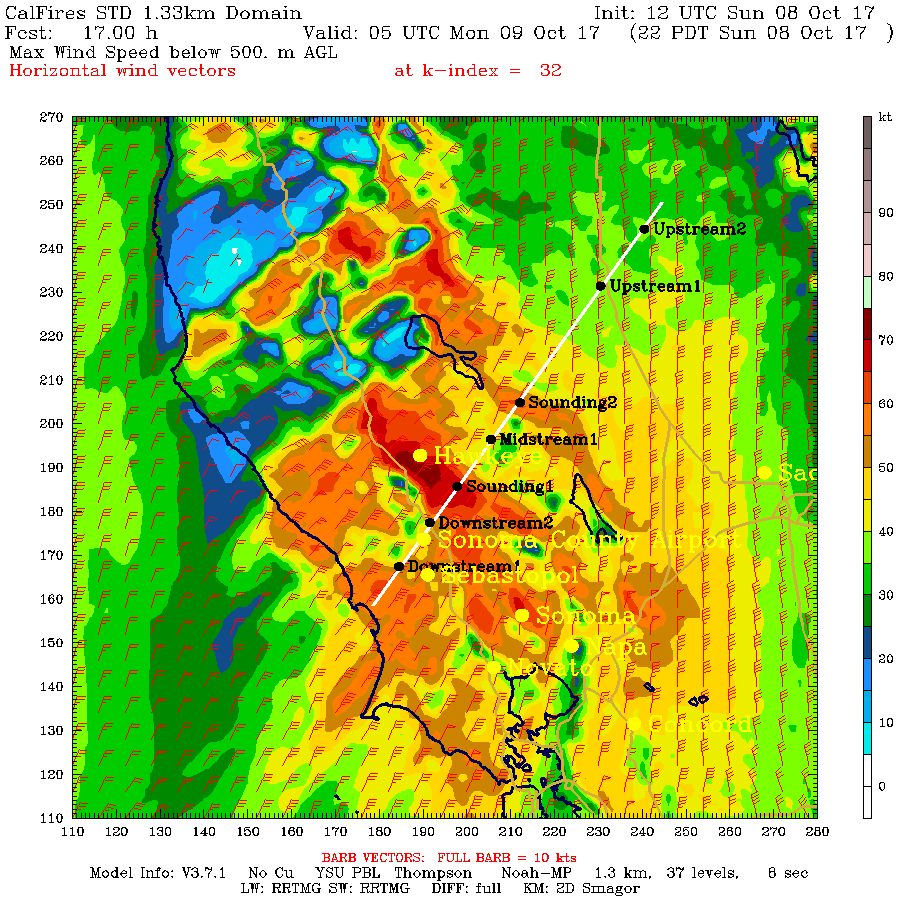 CalFires STD 1.33km Domain Init: 12 UTC Sun 08 Oct 17
Fcst: 17.00 h Valid: 05 UTC Mon 09 Oct 17 (22 PDT Sun 08 Oct 17 )
Max Wind Speed below 500. m AGL
Horizontal wind vectors at k-index = 32
kt
270
260
250
240
230
220
210
200
190
180
170
160
150
140
130
120
110
110 120 130 140 150 160 170 180 190 200 210 220 230 240 250 260 270 280
90
80
70
60
50
40
30
20
10
0
Upstream2
Upstream1
Sounding2
Midstream1
Hawkeye
Sac
Sounding1
Downstream2
Sonoma County Airport
Downstream1
Sebastopol
Sonoma
Napa
Novato
Concord
BARB VECTORS: FULL BARB = 10 kts
Model Info: V3.7.1 No Cu YSU PBL Thompson Noah-MP 1.3 km, 37 levels, 8 sec
LW: RRTMG SW: RRTMG DIFF: full KM: 2D Smagor